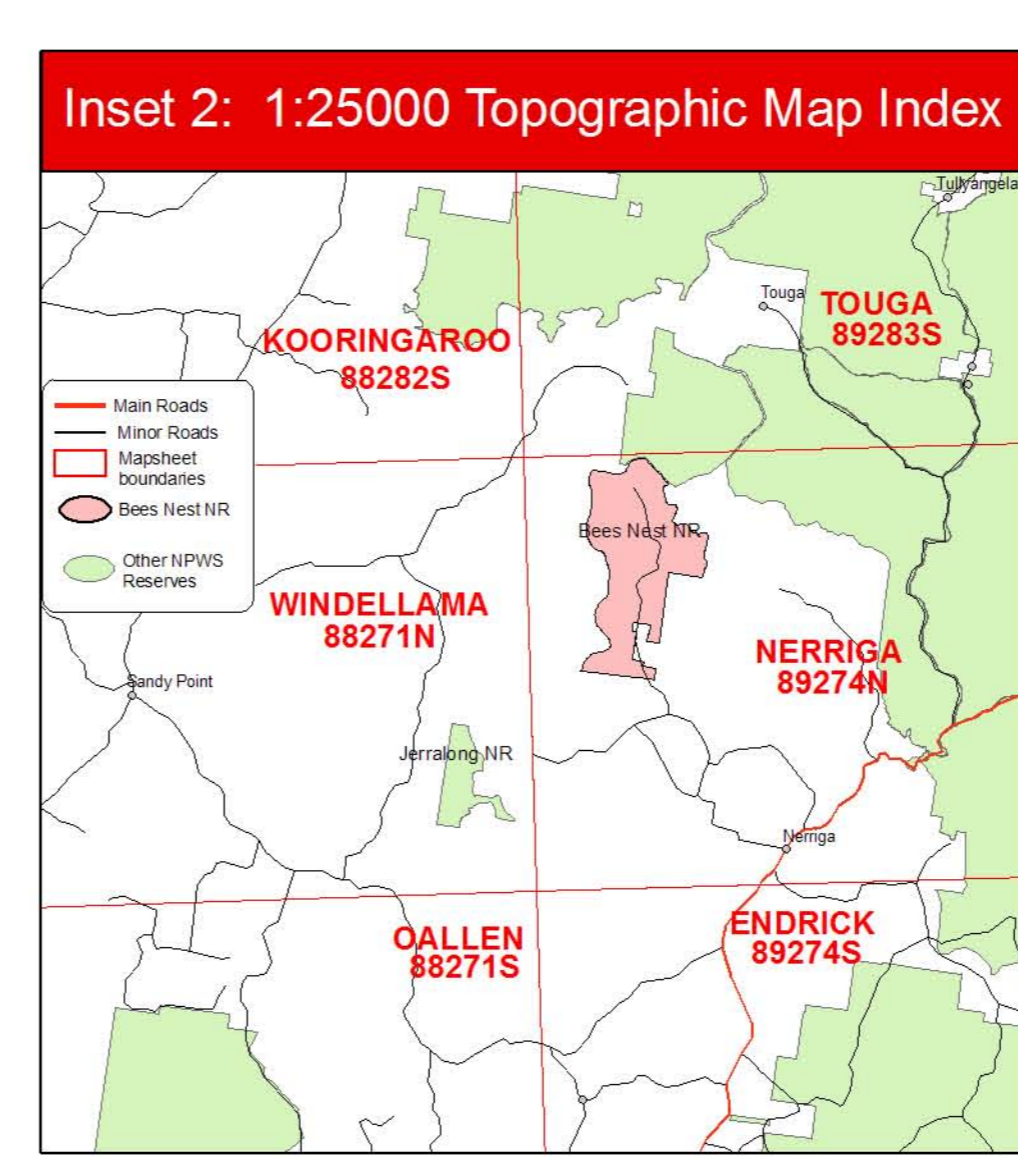 Inset 2: 1:25000 Topographic Map Index
Tullyangela
Touga
TOUGA
89283S
KOORINGAROO
88282S
Main Roads
Minor Roads
Mapsheet
boundaries
Bees Nest NR
Other NPWS
Reserves
Bees Nest NR
WINDELLAMA
88271N
NERRIGA
89274N
Sandy Point
Jerralong NR
Nerriga
OALLEN
88271S
ENDRICK
89274S